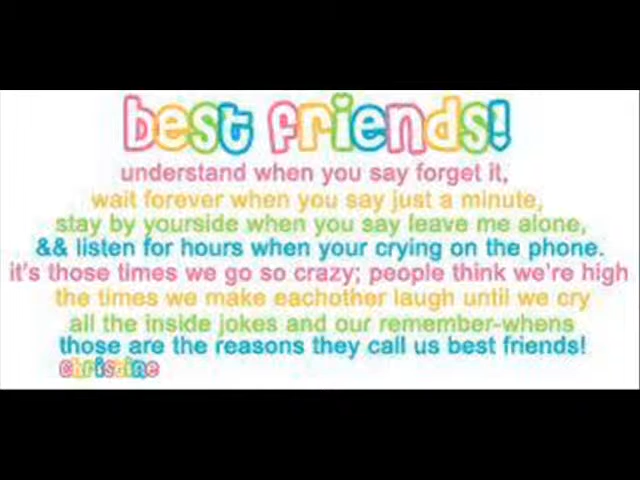 best friends!
understand when you say forget it,
wait forever when you say just a minute,
stay by yourside when you say leave me alone,
&& listen for hours when your crying on the phone.
it's those times we go so crazy; people think we're high
the times we make eachother laugh until we cry
all the inside jokes and our remember-whens
those are the reasons they call us best friends!
christine